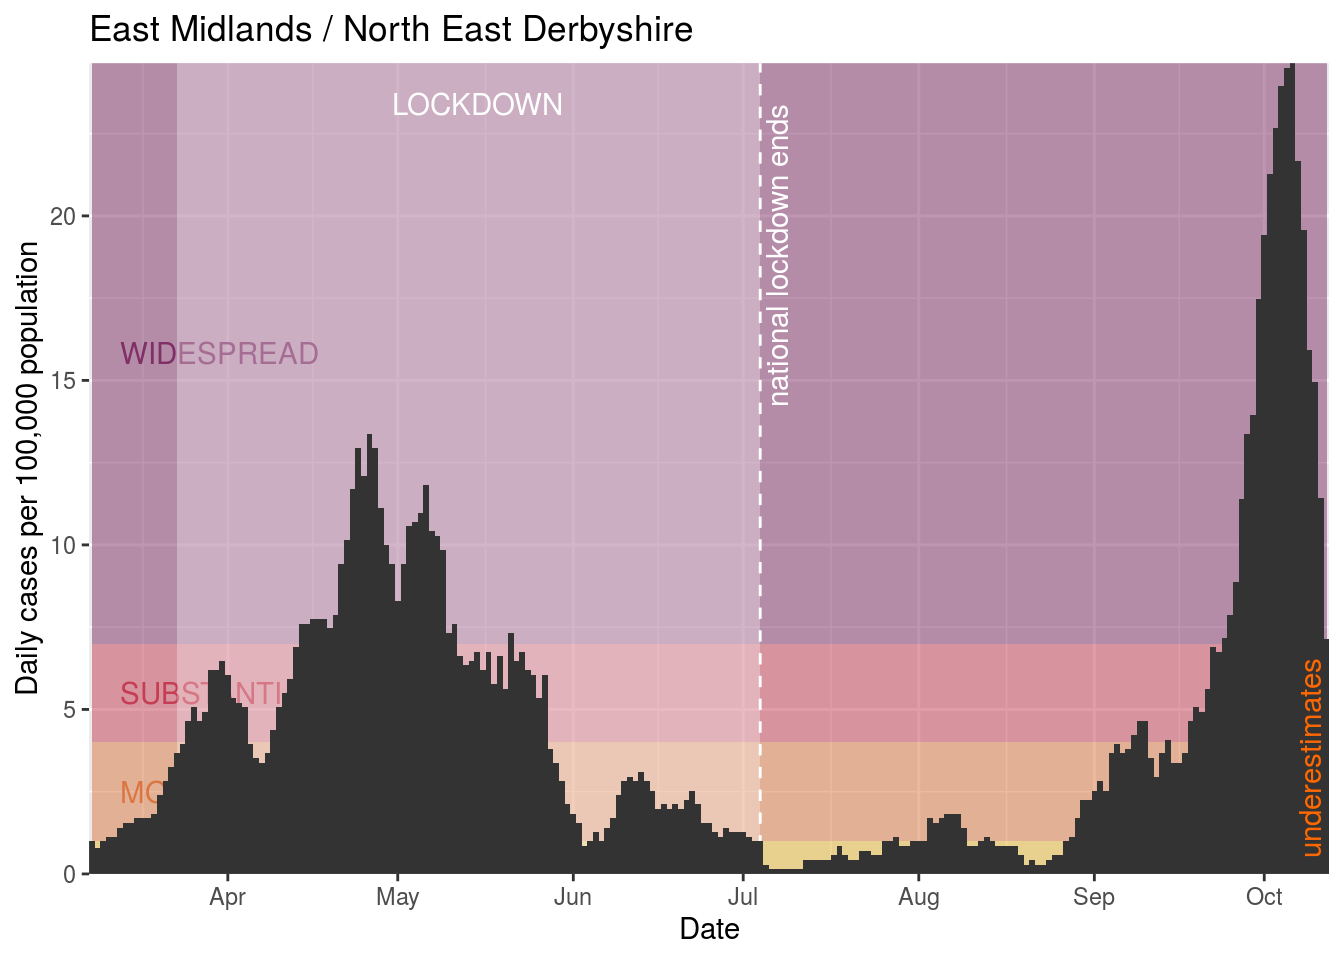 East Midlands / North East Derbyshire
Daily cases per 100,000 population
20
15
10
5
0
LOCKDOWN
national lockdown ends
WIDESPREAD
underestimates
Apr
May
Jun
Jul
Aug
Sep
Oct
Date